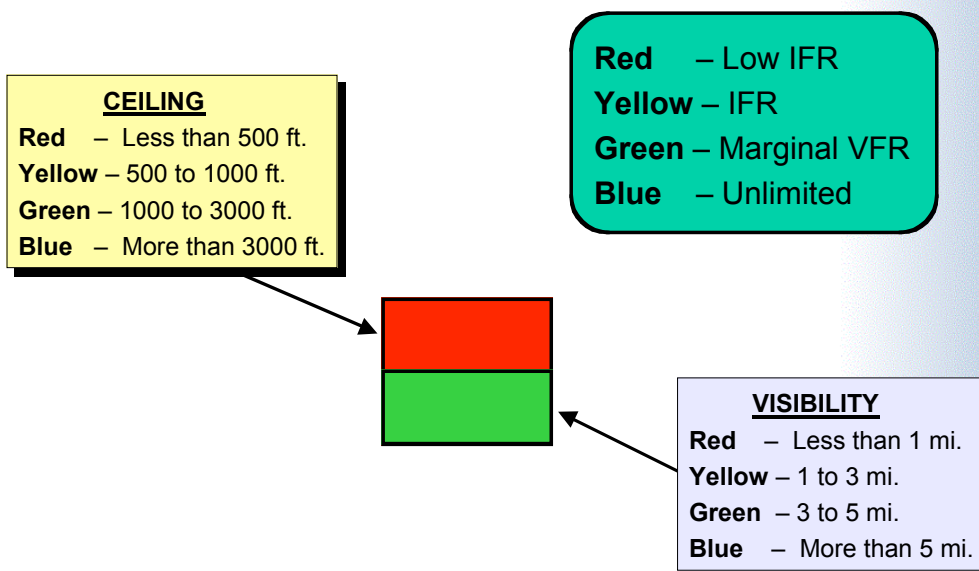 Red – Low IFR
Yellow – IFR
Green – Marginal VFR
Blue – Unlimited
CEILING
Red – Less than 500 ft.
Yellow – 500 to 1000 ft.
Green – 1000 to 3000 ft.
Blue – More than 3000 ft.
VISIBILITY
Red – Less than 1 mi.
Yellow – 1 to 3 mi.
Green – 3 to 5 mi.
Blue – More than 5 mi.